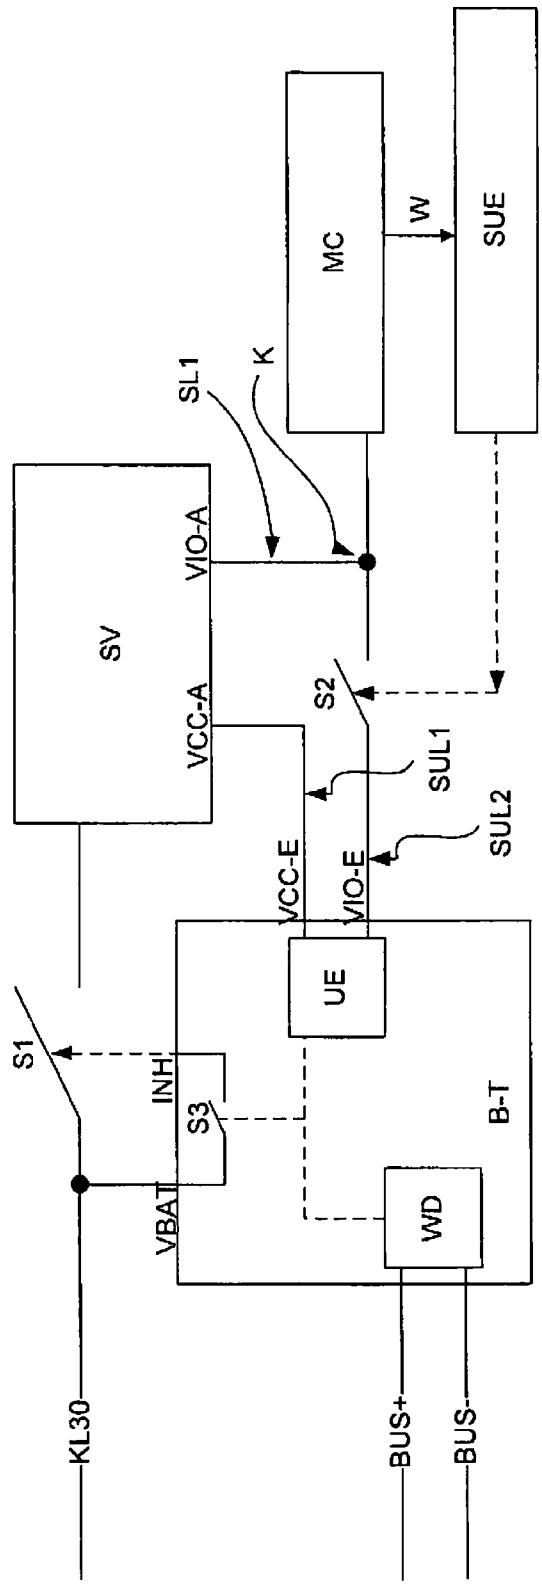 KL30
BUS+
BUS-
S1
VBAT
INH
S3
WD
B-T
UE
VCC-E
VIO-E
SUL1
SUL2
S2
SV
VCC-A
VIO-A
SL1
K
MC
W
SUE